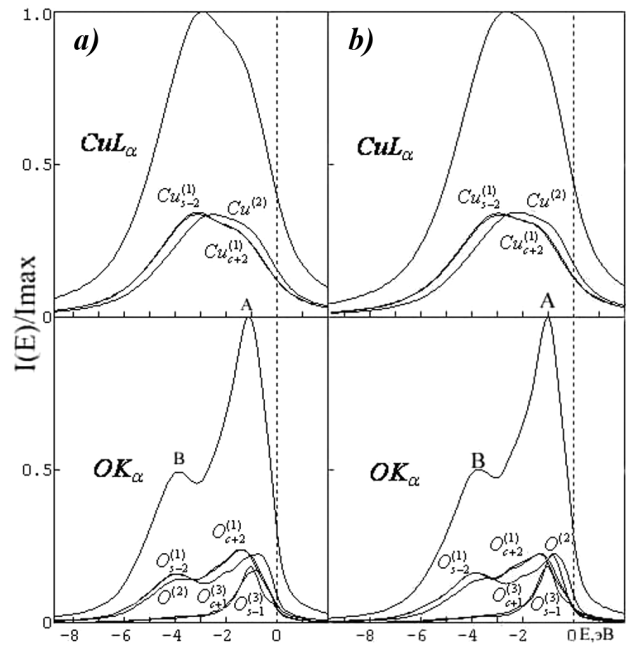 a) b)
1.0
CuLα CuLα
0.5
Cu(1)s-2 Cu(2) Cu(1)s-2 Cu(2)
Cu(1)c+2 Cu(1)c+2
I(E)/Imax
0 A A
B B
0.5
OKα OKα
O(1)c+2 O(1)c+2 O(2)
O(1)s-2 O(1)s-2
O(2) O(3)c+1 O(3)s-1 O(3)c+1 O(3)s-1
0
-8 -6 -4 -2 0 -8 -6 -4 -2 0 E,эВ